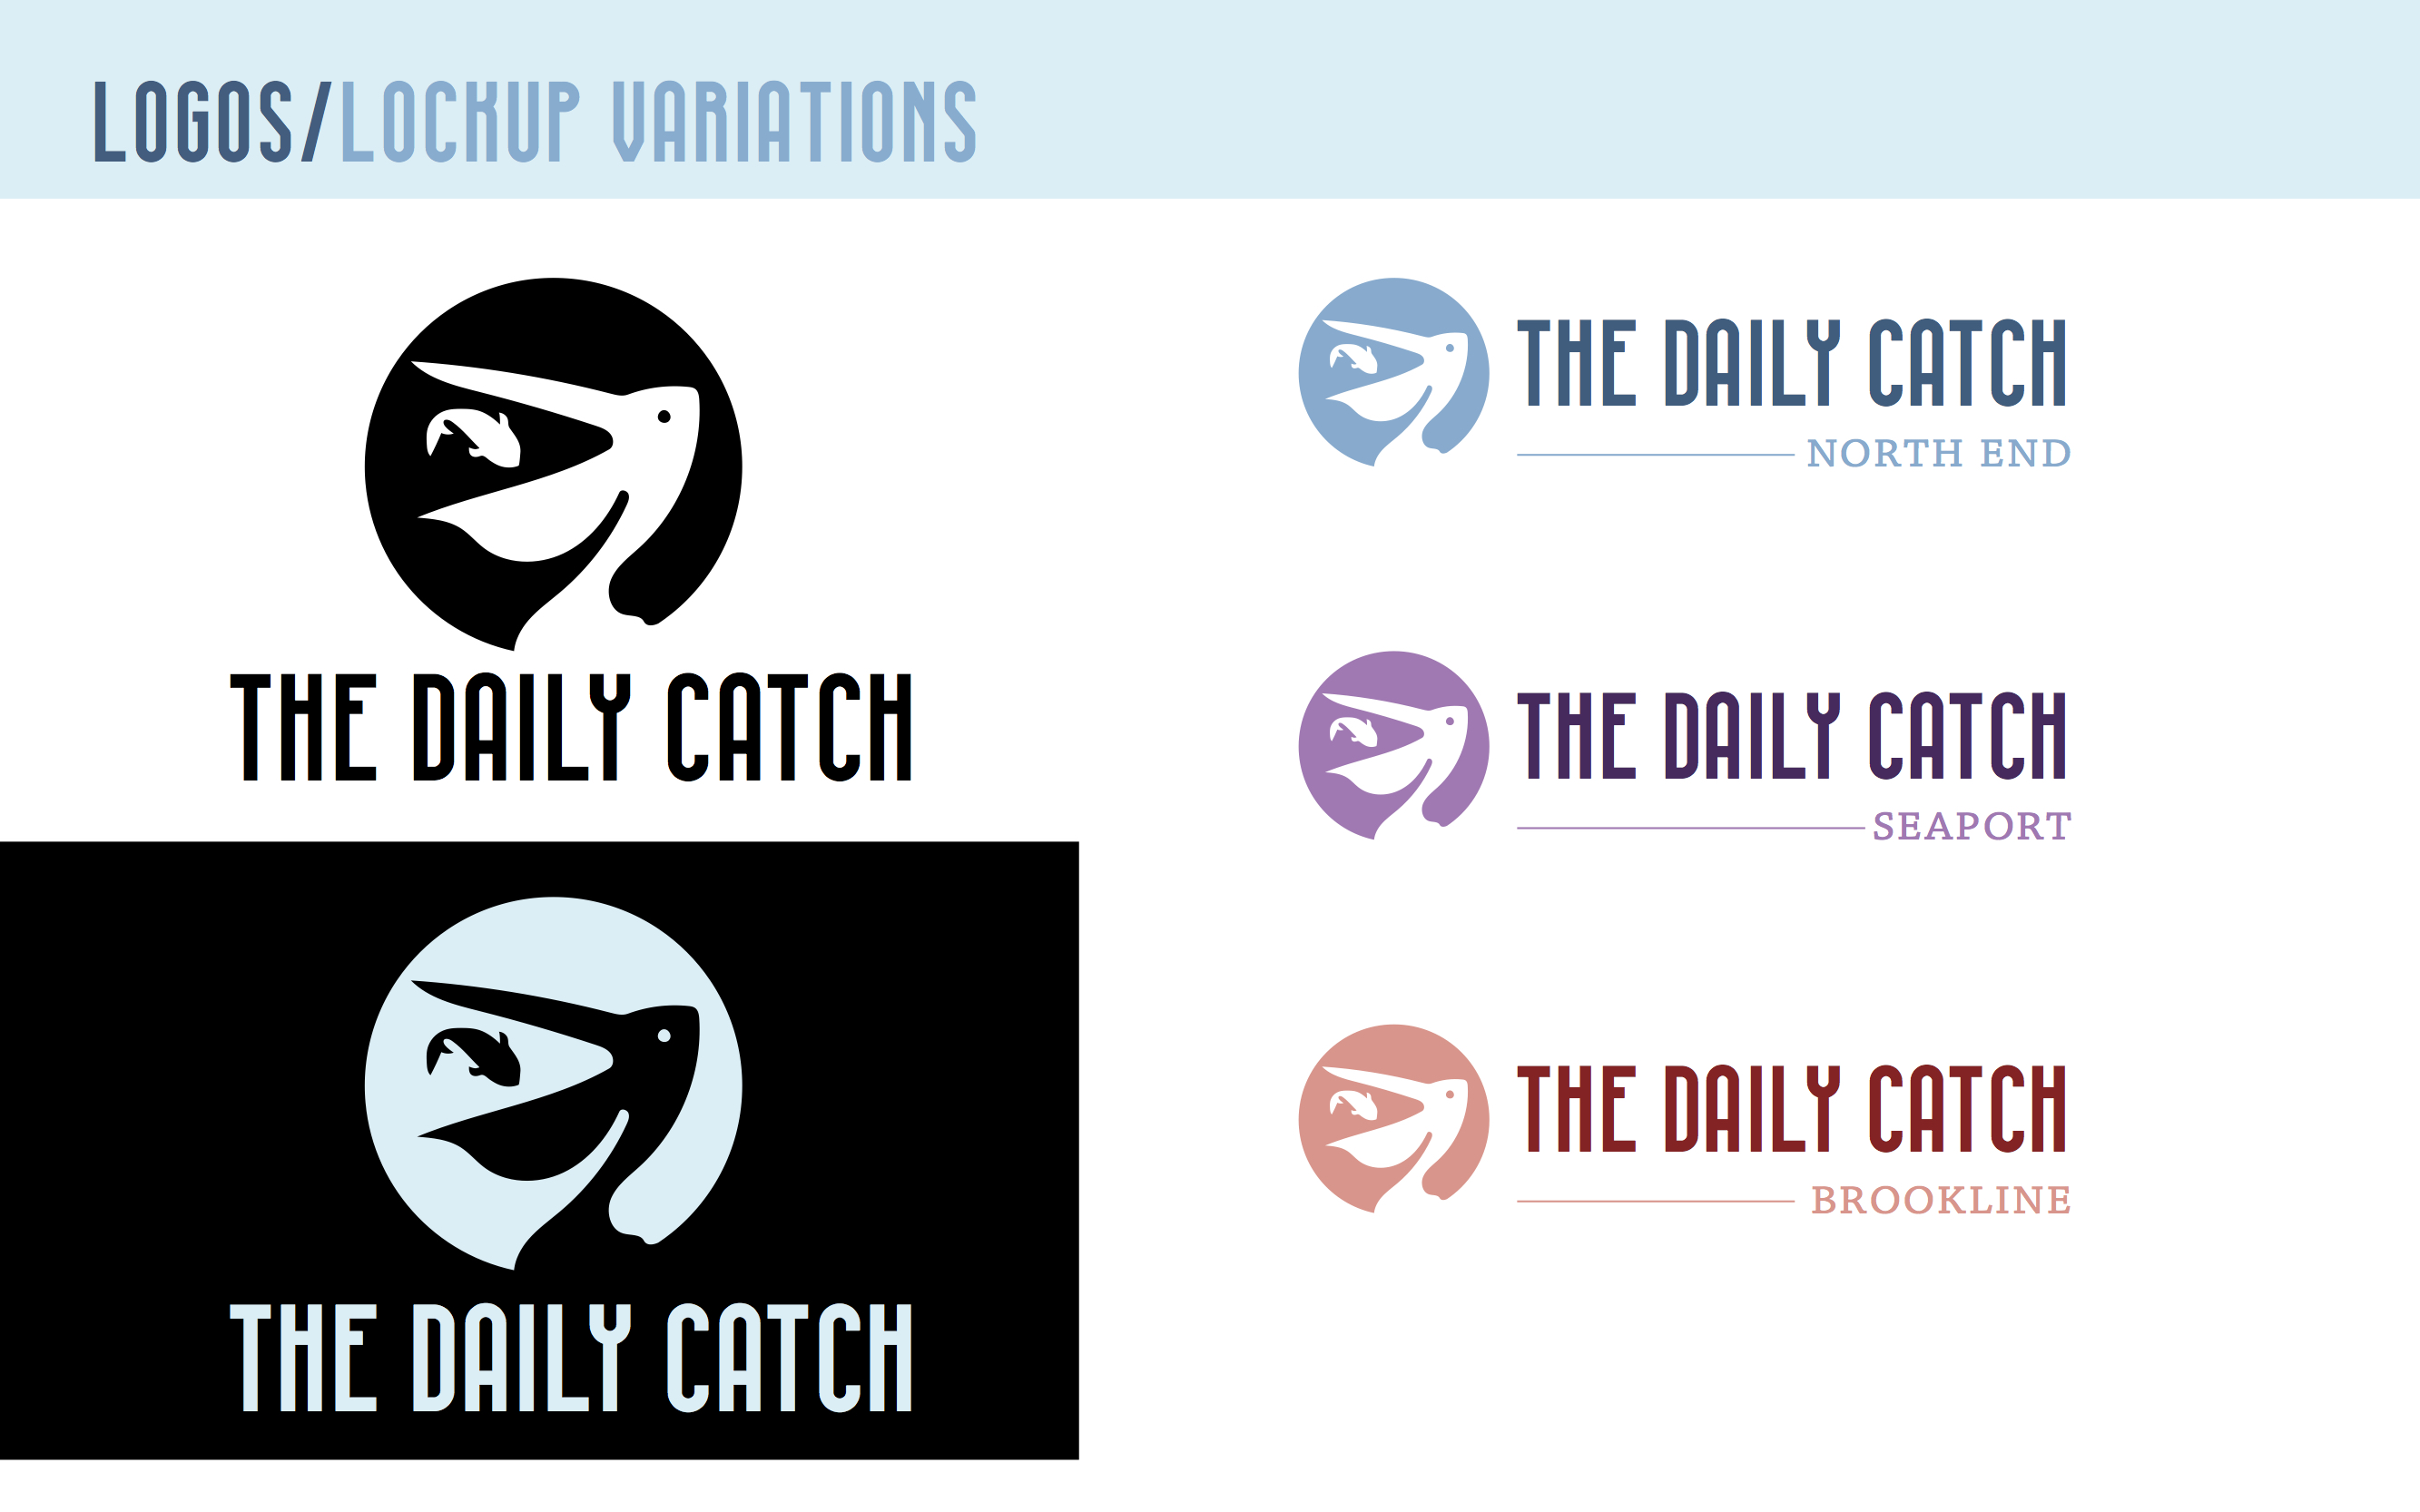 LOGOS/LOCKUP VARIATIONS
THE DAILY CATCH
THE DAILY CATCH
THE DAILY CATCH
NORTH END
THE DAILY CATCH
SEAPORT
THE DAILY CATCH
BROOKLINE